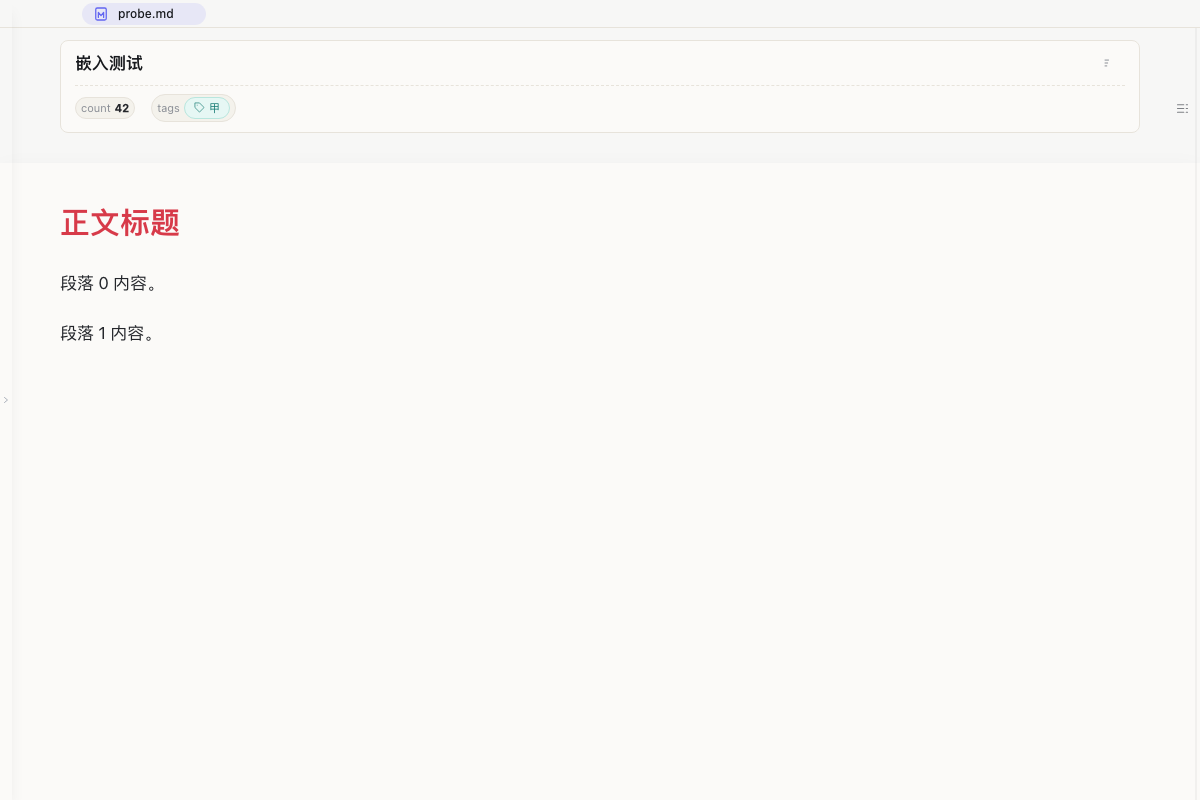 probe.md
嵌入测试
count 42 tags 甲
正文标题
段落 0 内容。
段落 1 内容。